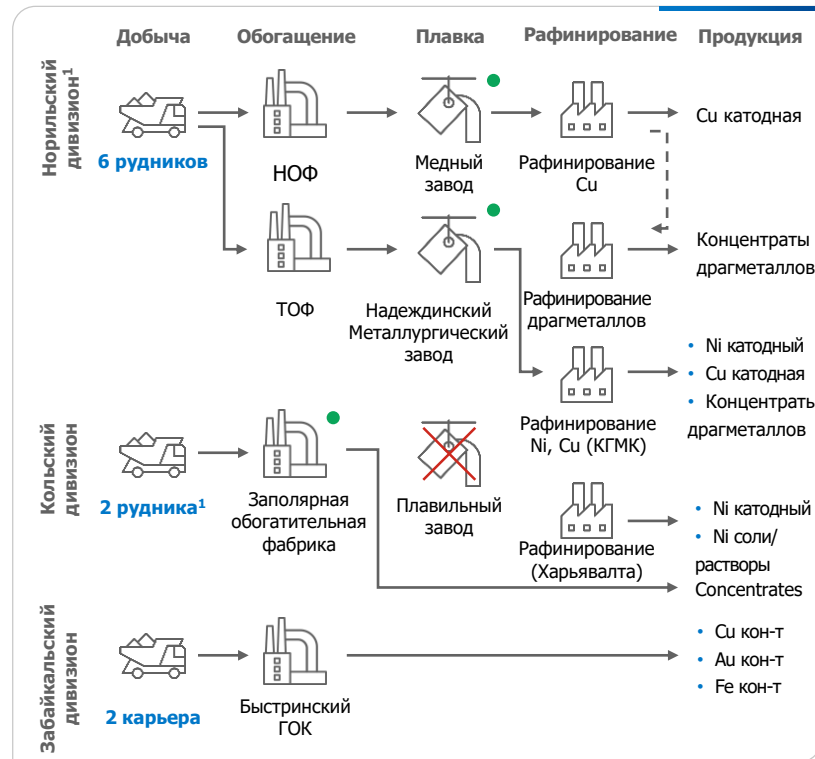 Добыча Обогащение Плавка Рафинирование Продукция
Норильский
дивизион¹
6 рудников
НОФ
Медный
завод
Рафинирование
Cu
Cu катодная
ТОФ
Надеждинский
Металлургический
завод
Рафинирование
драгметаллов
Концентраты
драгметаллов
Рафинирование
Ni, Cu (КГМК)
• Ni катодный
• Cu катодная
• Концентраты
драгметаллов
Кольский
дивизион
2 рудника¹
Заполярная
обогатительная
фабрика
Плавильный
завод
Рафинирование
(Харьявалта)
• Ni катодный
• Ni соли/
растворы
Concentrates
Забайкальский
дивизион
2 карьера
Быстринский
ГОК
• Cu кон-т
• Au кон-т
• Fe кон-т